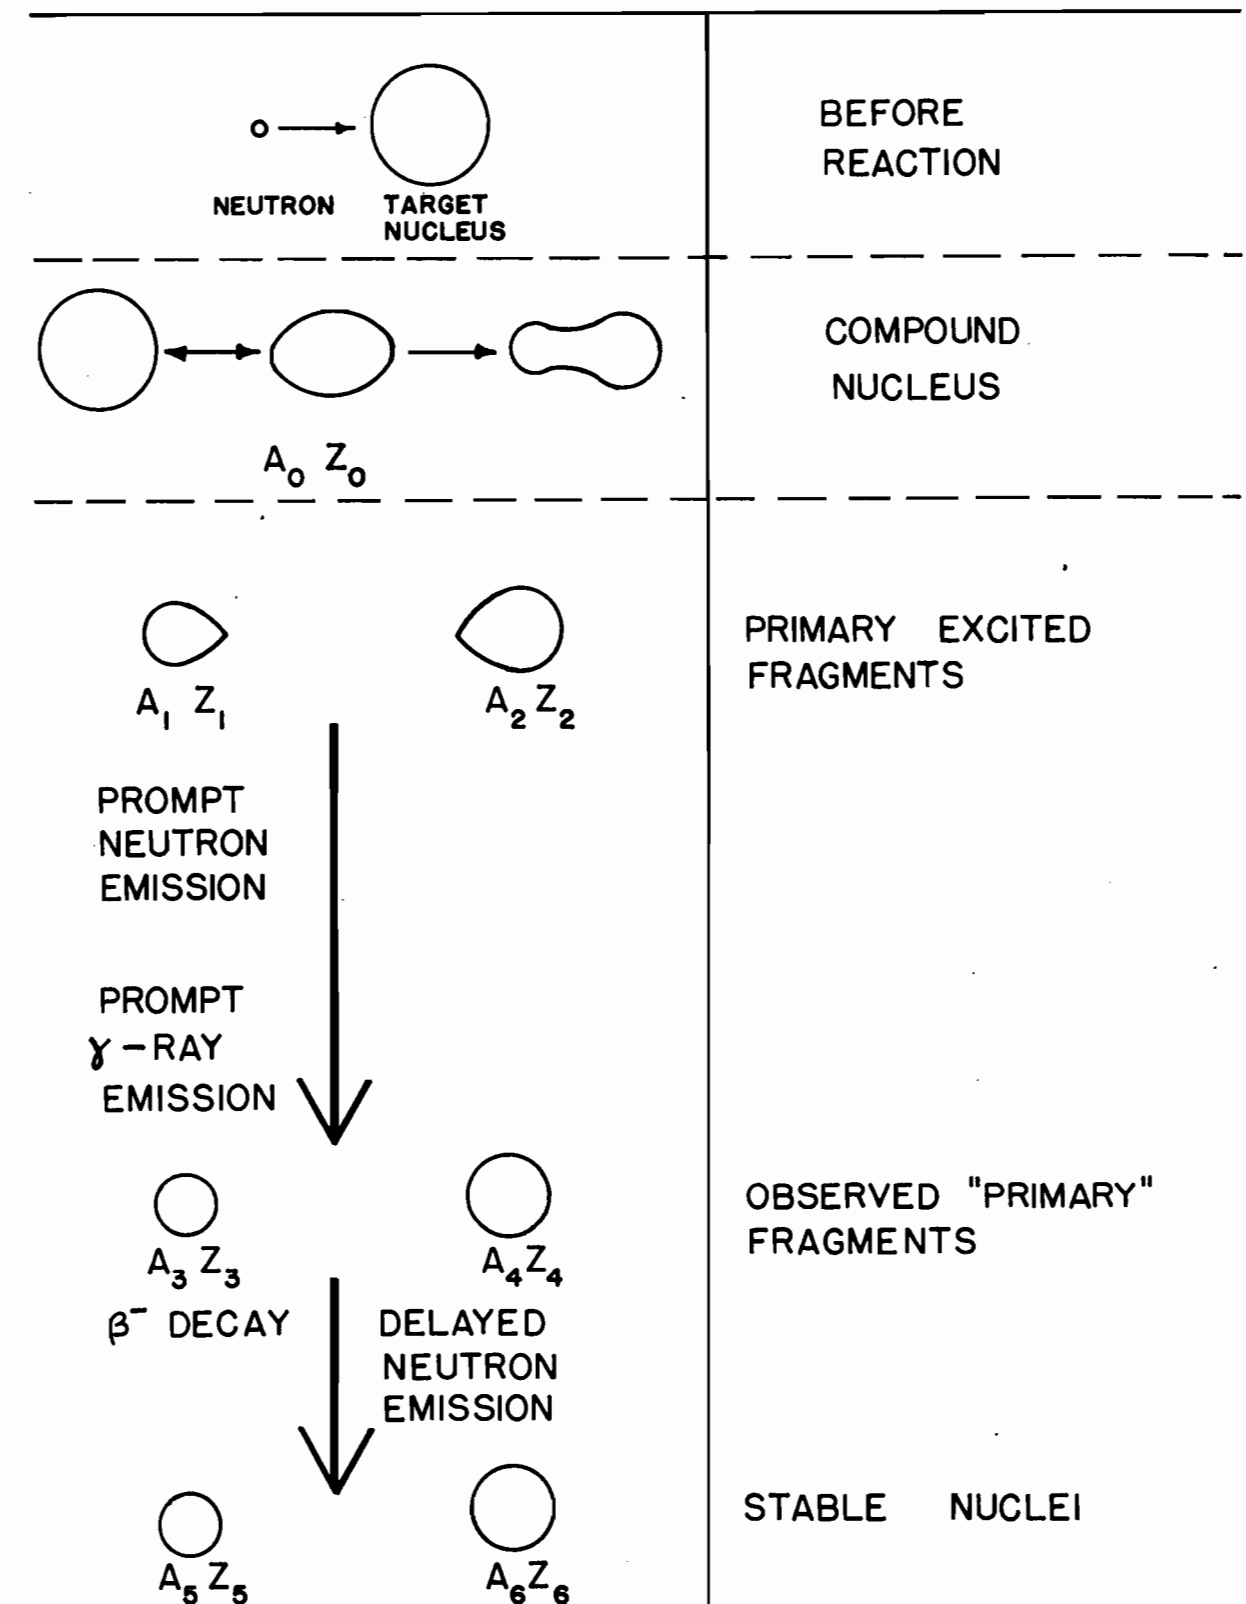 BEFORE
REACTION
NEUTRON
TARGET
NUCLEUS
COMPOUND
NUCLEUS
A₀ Z₀
PRIMARY EXCITED
FRAGMENTS
A₁ Z₁
A₂ Z₂
PROMPT
NEUTRON
EMISSION
PROMPT
γ-RAY
EMISSION
OBSERVED "PRIMARY"
FRAGMENTS
A₃ Z₃
A₄ Z₄
β⁻ DECAY
DELAYED
NEUTRON
EMISSION
STABLE NUCLEI
A₅ Z₅
A₆ Z₆